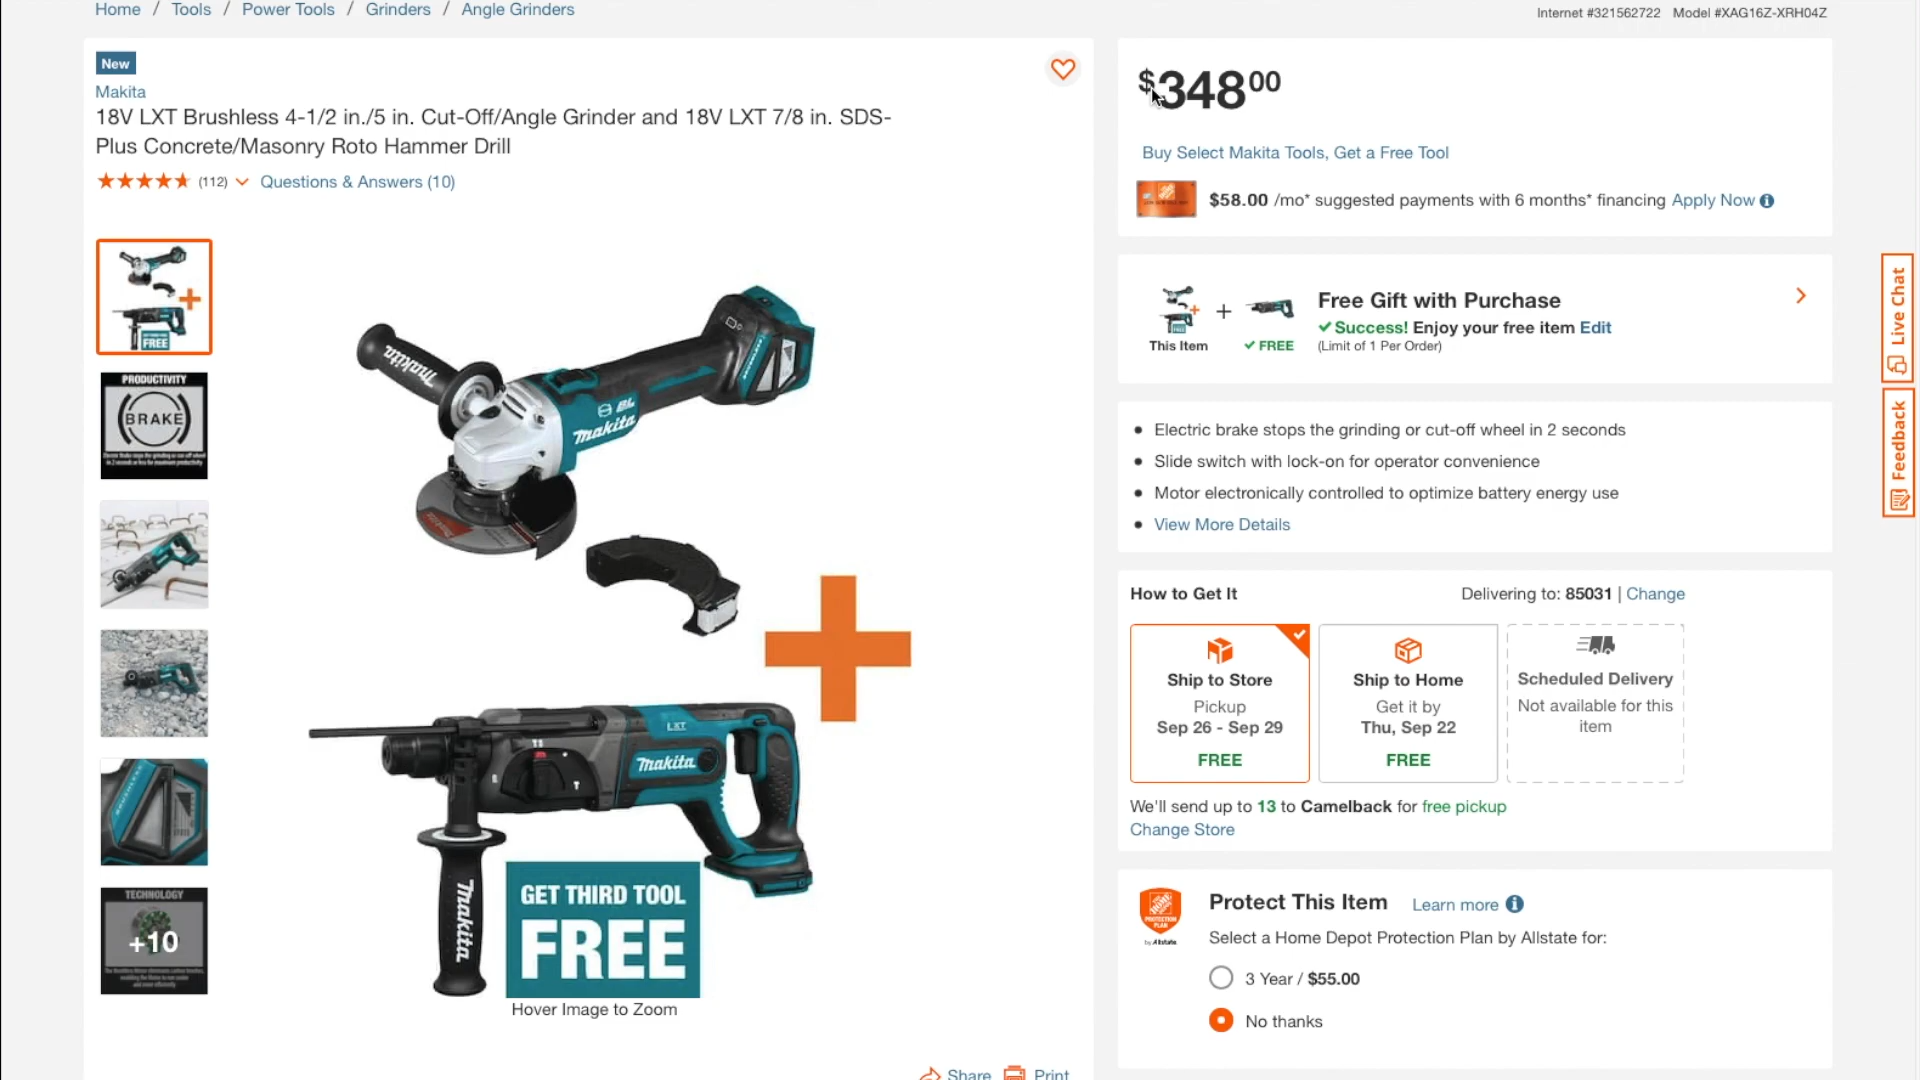 Home / Tools / Power Tools / Grinders / Angle Grinders
Internet #321562722 Model #XAG16Z-XRH04Z
New
Makita
18V LXT Brushless 4-1/2 in./5 in. Cut-Off/Angle Grinder and 18V LXT 7/8 in. SDS-
Plus Concrete/Masonry Roto Hammer Drill
(112) Questions & Answers (10)
FREE
PRODUCTIVITY
BRAKE
TECHNOLOGY
+10
makita
BL
makita
LXT
makita
makita
GET THIRD TOOL
FREE
Hover Image to Zoom
Share Print
$348 00
Buy Select Makita Tools, Get a Free Tool
$58.00 /mo* suggested payments with 6 months* financing Apply Now
This Item
+
FREE
Free Gift with Purchase
Success! Enjoy your free item Edit
(Limit of 1 Per Order)
• Electric brake stops the grinding or cut-off wheel in 2 seconds
• Slide switch with lock-on for operator convenience
• Motor electronically controlled to optimize battery energy use
• View More Details
How to Get It
Delivering to: 85031 | Change
Ship to Store
Pickup
Sep 26 - Sep 29
FREE
Ship to Home
Get it by
Thu, Sep 22
FREE
Scheduled Delivery
Not available for this
item
We'll send up to 13 to Camelback for free pickup
Change Store
PROTECTION
PLAN
by Allstate
Protect This Item Learn more
Select a Home Depot Protection Plan by Allstate for:
3 Year / $55.00
No thanks
Live Chat
Feedback